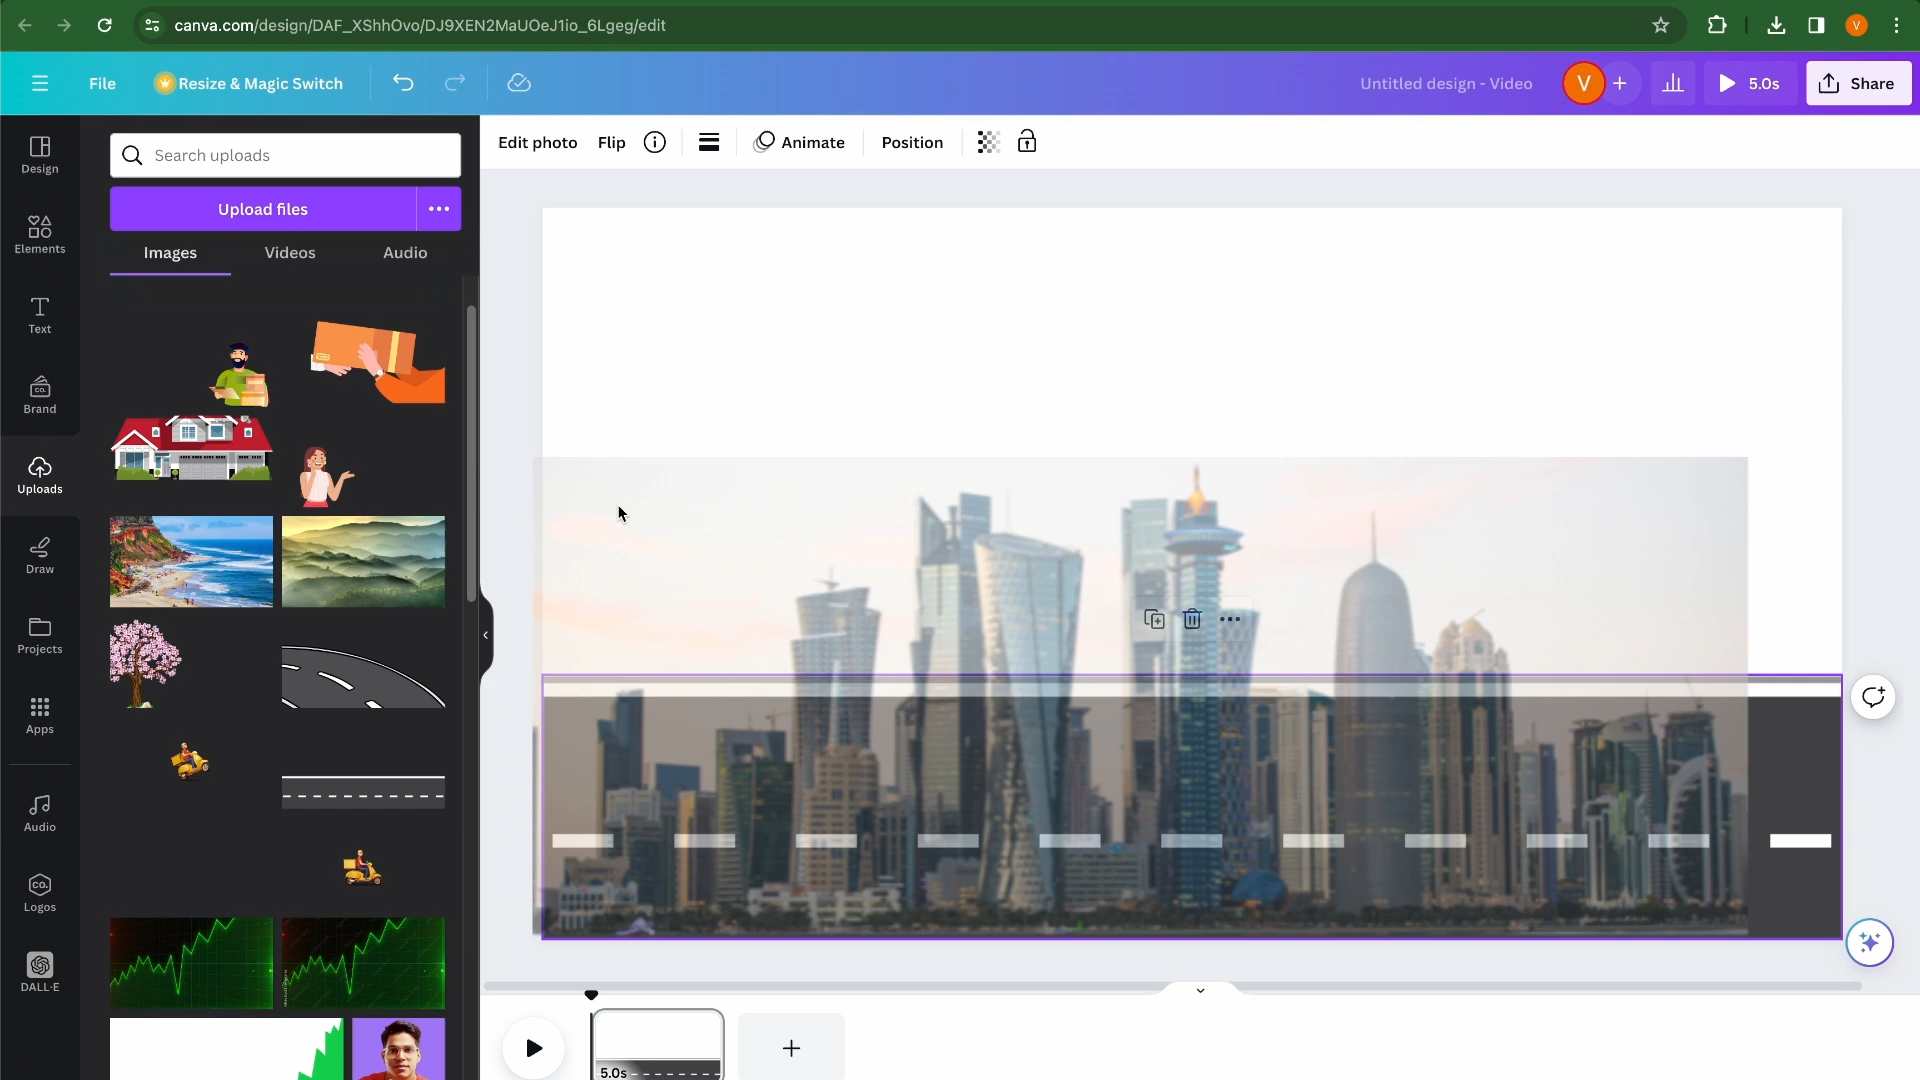 canva.com/design/DAF_XShhOvo/DJ9XEN2MaUOeJ1io_6Lgeg/edit
V
File
Resize & Magic Switch
Untitled design - Video
V
5.0s
Share
Design
Elements
Text
Brand
Uploads
Draw
Projects
Apps
Audio
Logos
DALL·E
Search uploads
Upload files
Images
Videos
Audio
Edit photo
Flip
Animate
Position
5.0s